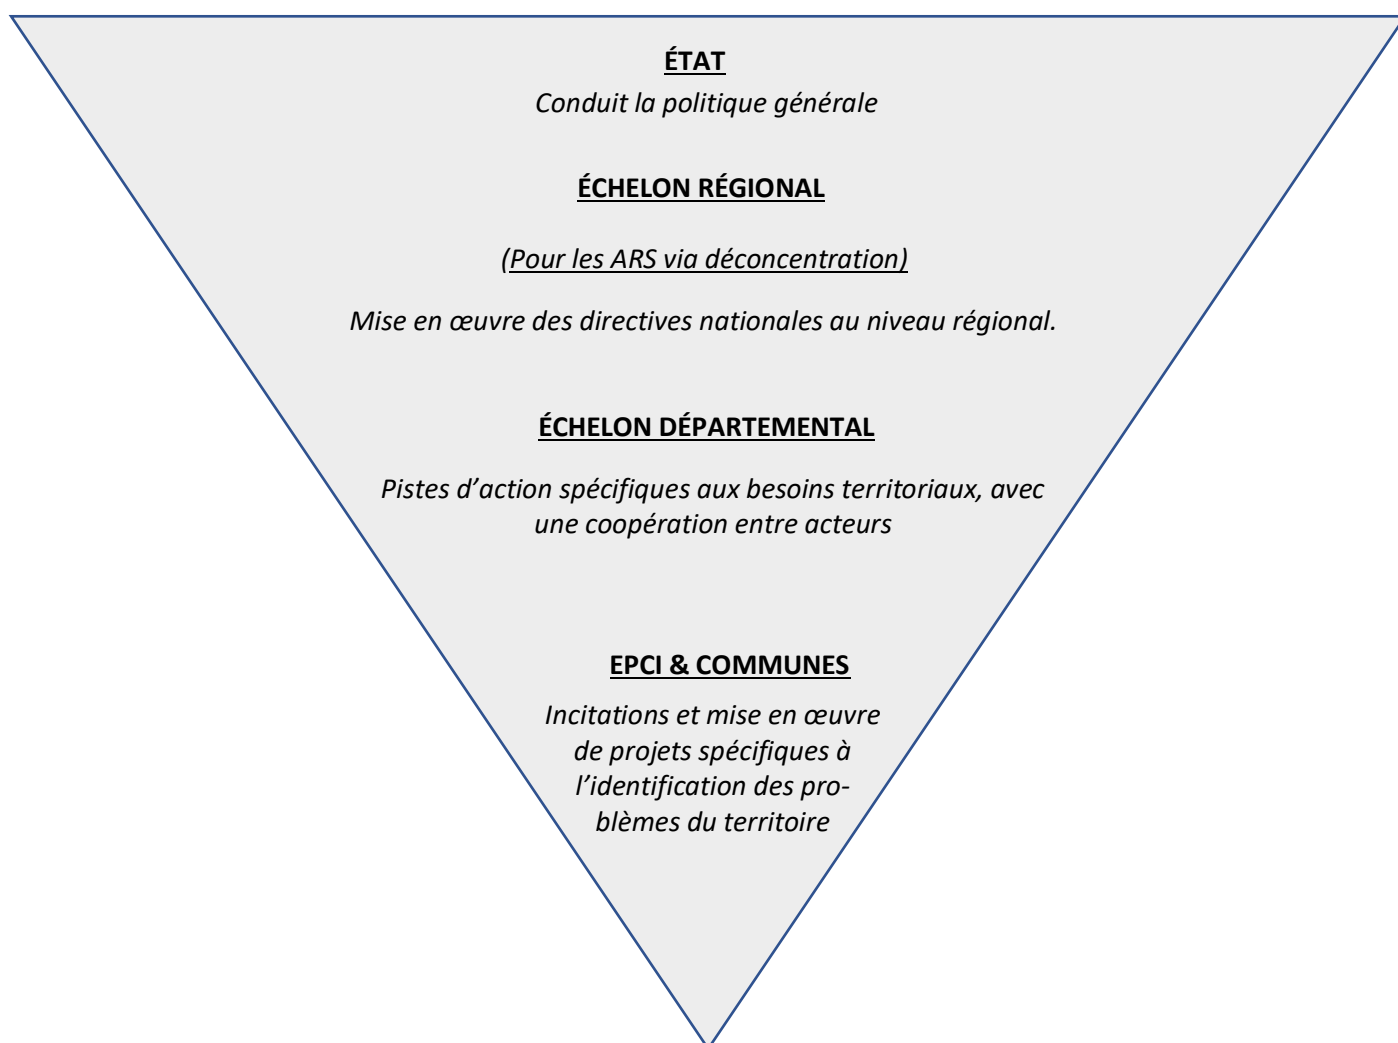 ÉTAT
Conduit la politique générale
ÉCHELON RÉGIONAL
(Pour les ARS via déconcentration)
Mise en œuvre des directives nationales au niveau régional.
ÉCHELON DÉPARTEMENTAL
Pistes d’action spécifiques aux besoins territoriaux, avec
une coopération entre acteurs
EPCI & COMMUNES
Incitations et mise en œuvre
de projets spécifiques à
l’identification des pro-
blèmes du territoire